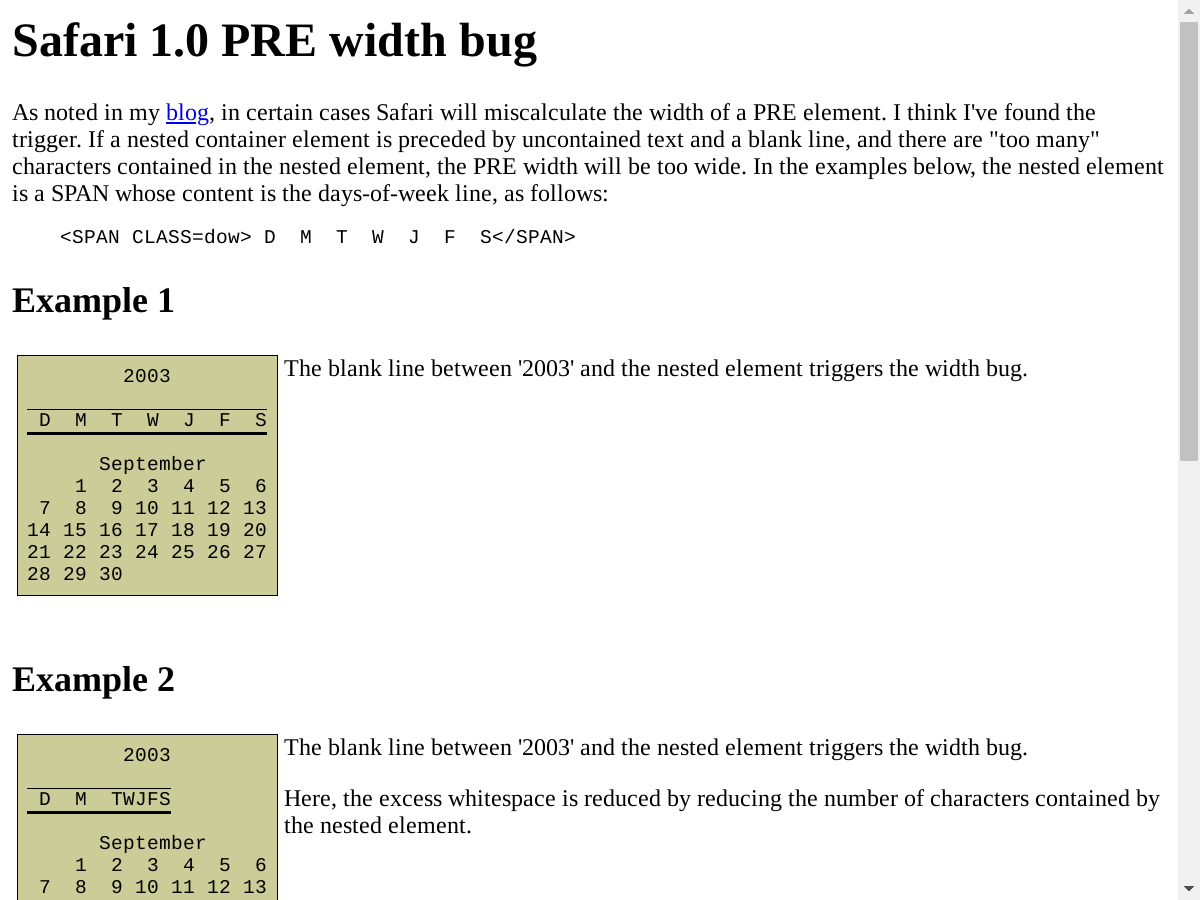 Safari 1.0 PRE width bug
As noted in my blog, in certain cases Safari will miscalculate the width of a PRE element. I think I've found the
trigger. If a nested container element is preceded by uncontained text and a blank line, and there are "too many"
characters contained in the nested element, the PRE width will be too wide. In the examples below, the nested element
is a SPAN whose content is the days-of-week line, as follows:
<SPAN CLASS=dow> D  M  T  W  J  F  S</SPAN>
Example 1
2003
D  M  T  W  J  F  S
September
1  2  3  4  5  6
7  8  9 10 11 12 13
14 15 16 17 18 19 20
21 22 23 24 25 26 27
28 29 30
The blank line between '2003' and the nested element triggers the width bug.
Example 2
2003
D  M  TWJFS
September
1  2  3  4  5  6
7  8  9 10 11 12 13
The blank line between '2003' and the nested element triggers the width bug.
Here, the excess whitespace is reduced by reducing the number of characters contained by
the nested element.